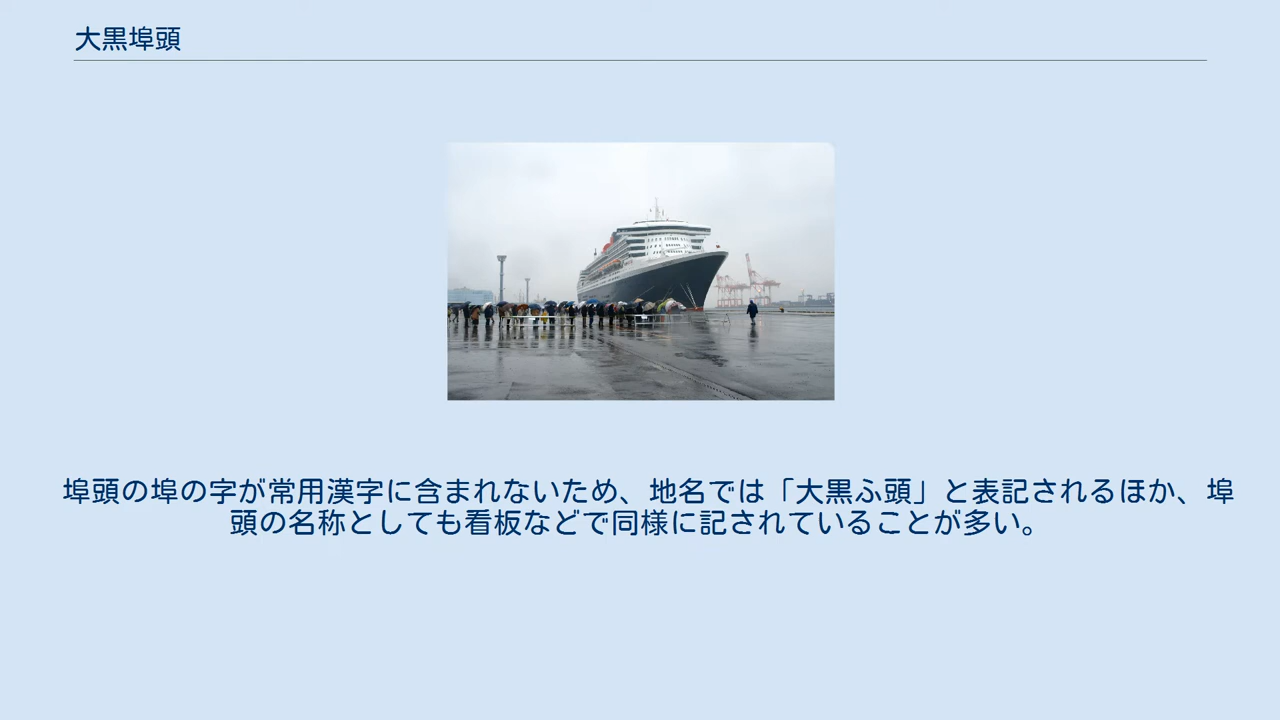 大黒埠頭
埠頭の埠の字が常用漢字に含まれないため、地名では「大黒ふ頭」と表記されるほか、埠
頭の名称としても看板などで同様に記されていることが多い。